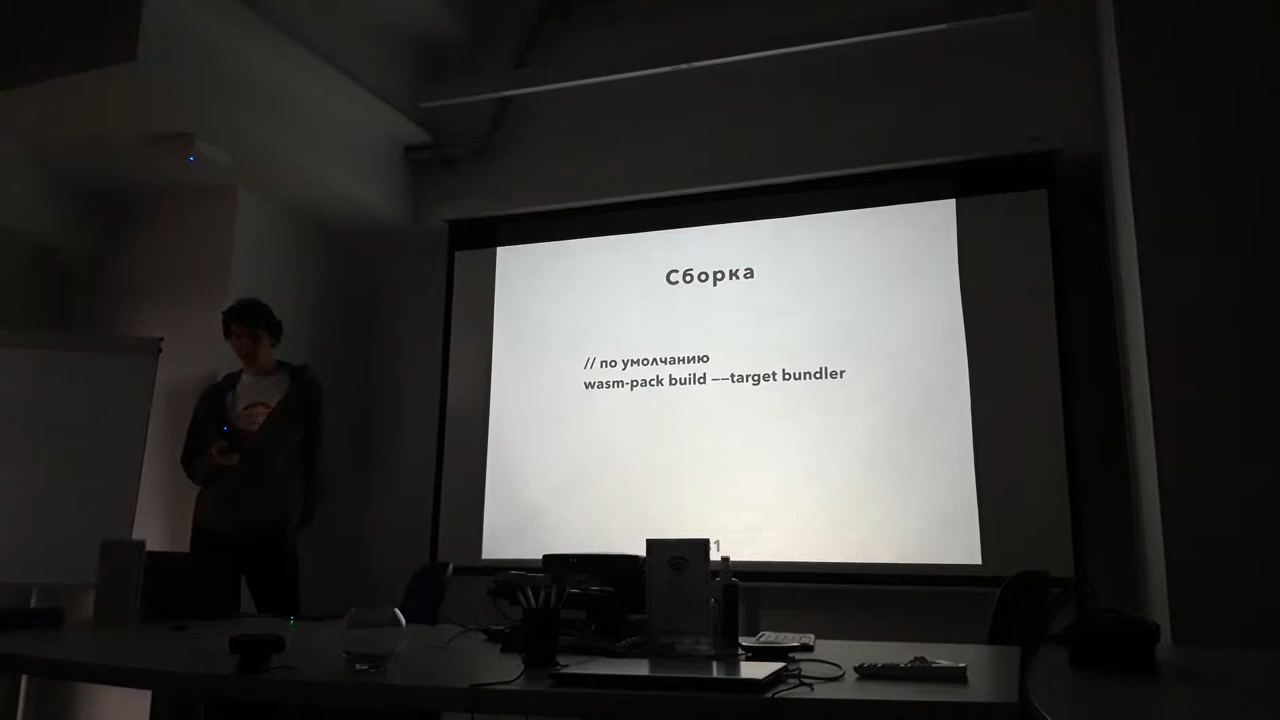 Сборка
// по умолчанию
wasm-pack build --target bundler